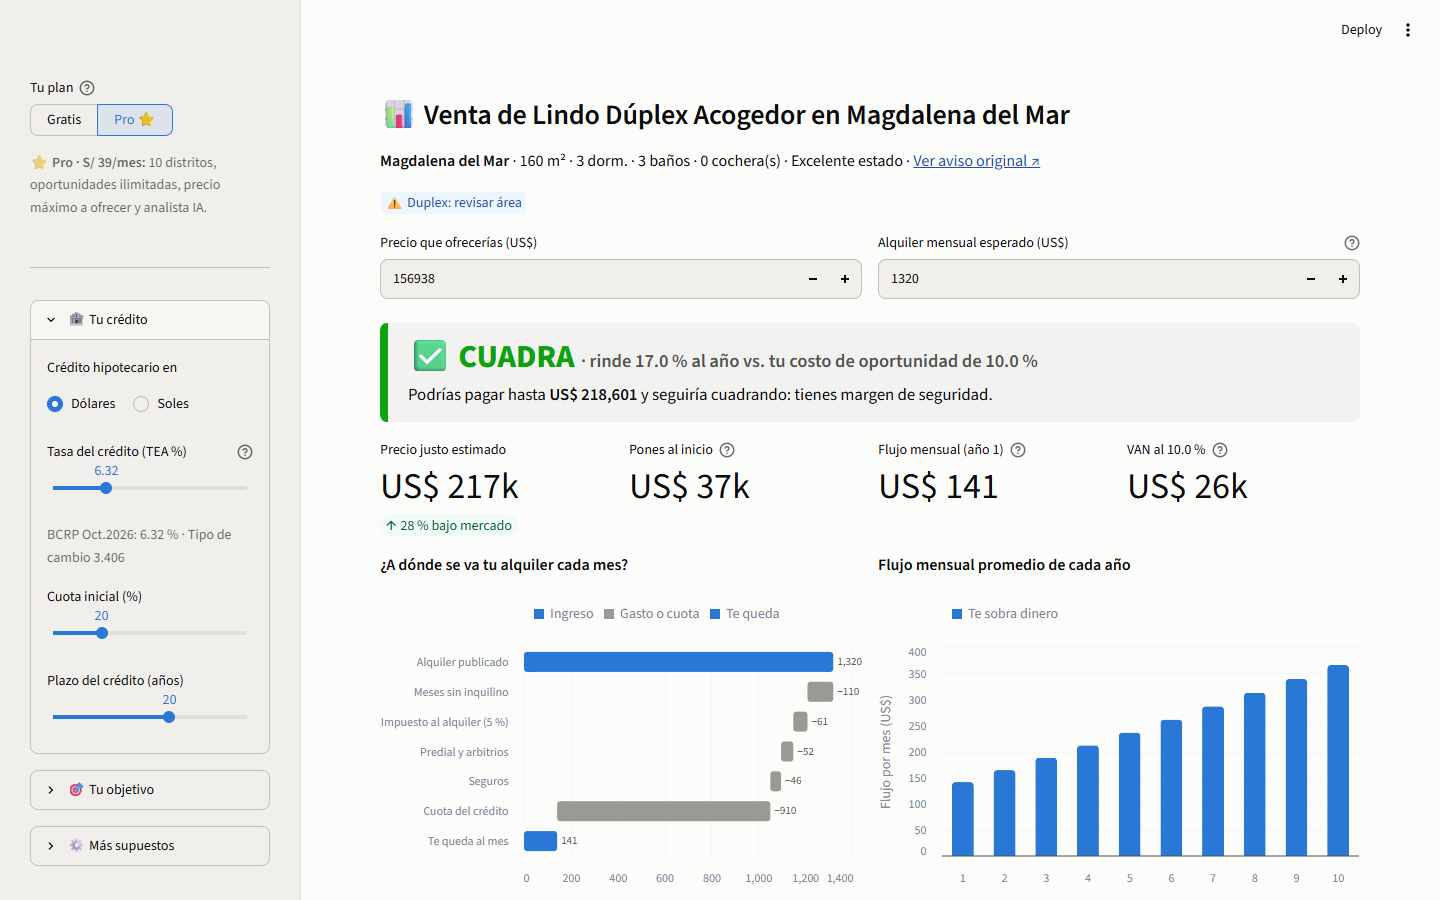 Deploy
Tu plan
Gratis
Pro ⭐
⭐ Pro · S/ 39/mes: 10 distritos,
oportunidades ilimitadas, precio
máximo a ofrecer y analista IA.
Tu crédito
Crédito hipotecario en
Dólares
Soles
Tasa del crédito (TEA %)
6.32
BCRP Oct.2026: 6.32 % · Tipo de
cambio 3.406
Cuota inicial (%)
20
Plazo del crédito (años)
20
Tu objetivo
Más supuestos
Venta de Lindo Dúplex Acogedor en Magdalena del Mar
Magdalena del Mar · 160 m² · 3 dorm. · 3 baños · 0 cochera(s) · Excelente estado · Ver aviso original ↗
⚠️ Duplex: revisar área
Precio que ofrecerías (US$)
156938
Alquiler mensual esperado (US$)
1320
✅ CUADRA · rinde 17.0 % al año vs. tu costo de oportunidad de 10.0 %
Podrías pagar hasta US$ 218,601 y seguiría cuadrando: tienes margen de seguridad.
Precio justo estimado
US$ 217k
↑ 28 % bajo mercado
Pones al inicio
US$ 37k
Flujo mensual (año 1)
US$ 141
VAN al 10.0 %
US$ 26k
¿A dónde se va tu alquiler cada mes?
Ingreso
Gasto o cuota
Te queda
Alquiler publicado
1,320
Meses sin inquilino
−110
Impuesto al alquiler (5 %)
−61
Predial y arbitrios
−52
Seguros
−46
Cuota del crédito
−910
Te queda al mes
141
0 200 400 600 800 1,000 1,200 1,400
Flujo mensual promedio de cada año
Te sobra dinero
Flujo por mes (US$)
400
350
300
250
200
150
100
50
0
1 2 3 4 5 6 7 8 9 10